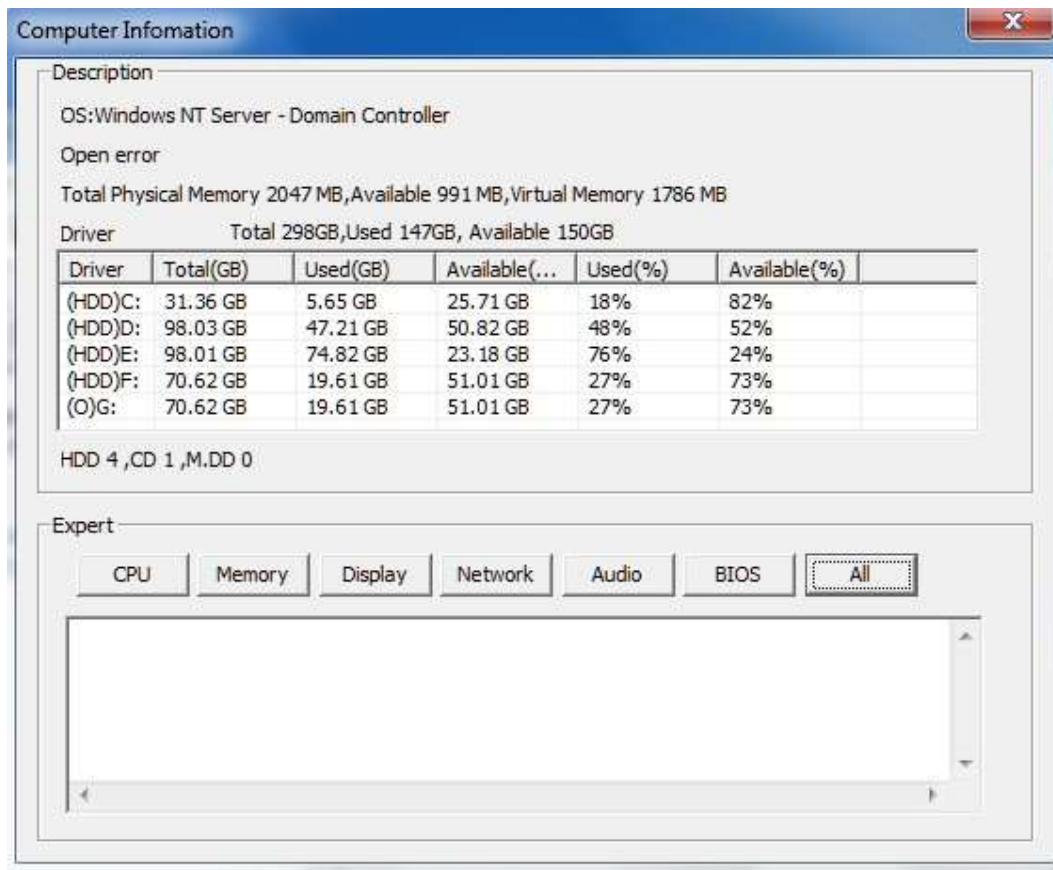 Computer Infomation
Description
OS:Windows NT Server - Domain Controller
Open error
Total Physical Memory 2047 MB,Available 991 MB,Virtual Memory 1786 MB
Driver Total 298GB,Used 147GB, Available 150GB
Driver Total(GB) Used(GB) Available(... Used(%) Available(%)
(HDD)C: 31.36 GB 5.65 GB 25.71 GB 18% 82%
(HDD)D: 98.03 GB 47.21 GB 50.82 GB 48% 52%
(HDD)E: 98.01 GB 74.82 GB 23.18 GB 76% 24%
(HDD)F: 70.62 GB 19.61 GB 51.01 GB 27% 73%
(O)G: 70.62 GB 19.61 GB 51.01 GB 27% 73%
HDD 4 ,CD 1 ,M.DD 0
Expert
CPU Memory Display Network Audio BIOS All